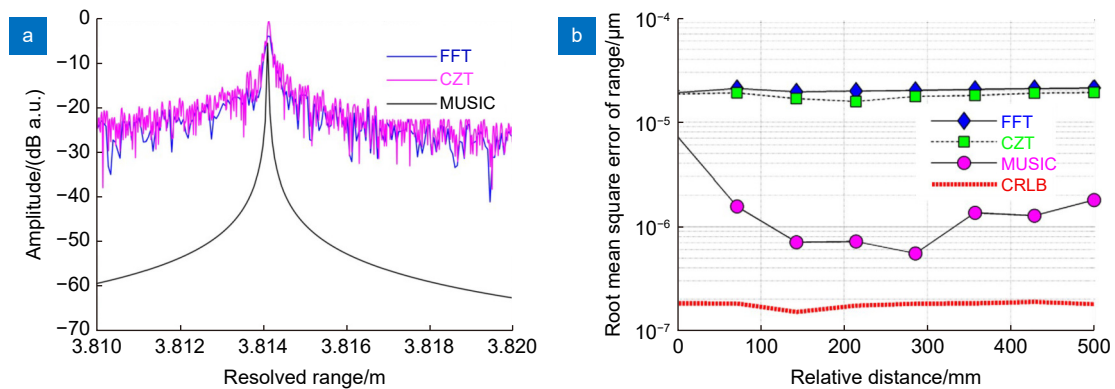 a
0
−10
−20
−30
−40
−50
−60
−70
Amplitude/(dB a.u.)
FFT
CZT
MUSIC
3.810
3.812
3.814
3.816
3.818
3.820
Resolved range/m
b
10⁻⁴
10⁻⁵
10⁻⁶
10⁻⁷
Root mean square error of range/μm
FFT
CZT
MUSIC
CRLB
0
100
200
300
400
500
Relative distance/mm